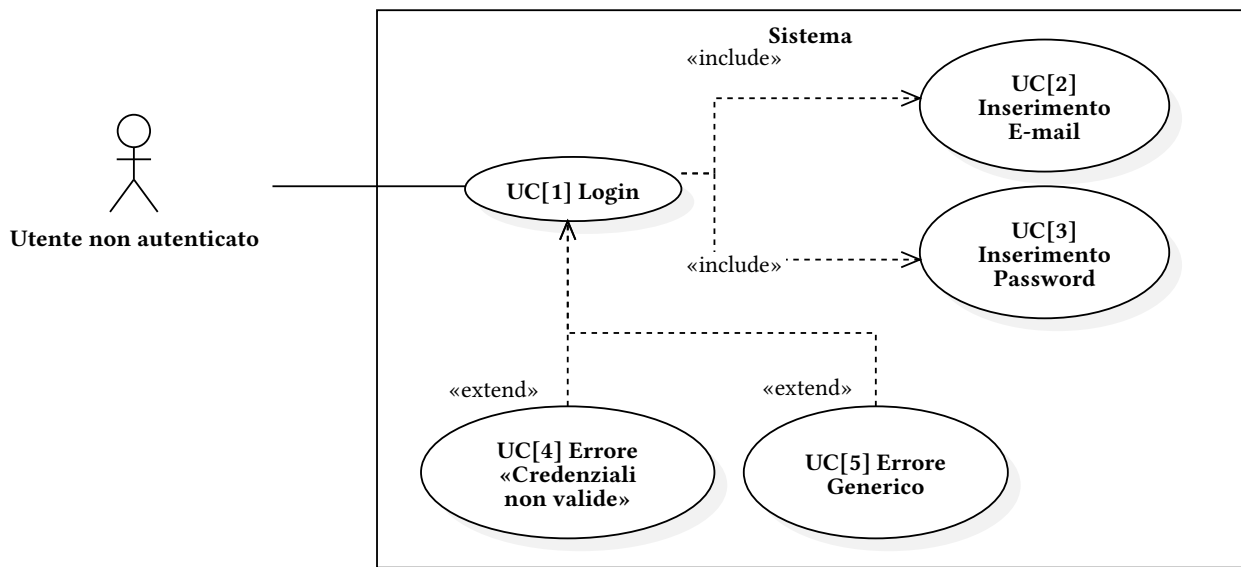 Sistema
«include»
UC[2]
Inserimento
E-mail
UC[1] Login
Utente non autenticato
«include»
UC[3]
Inserimento
Password
«extend»
«extend»
UC[4] Errore
«Credenziali
non valide»
UC[5] Errore
Generico